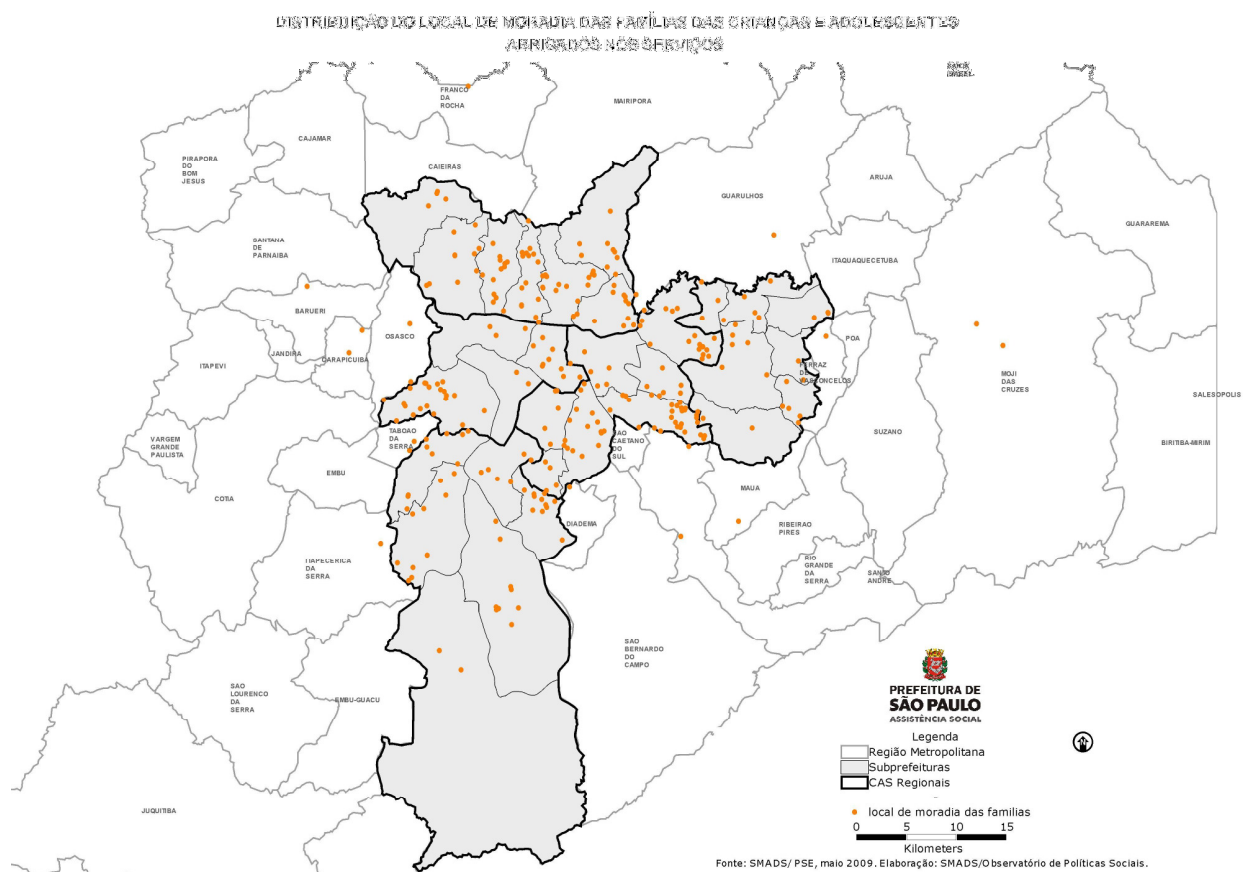 DISTRIBUIÇÃO DO LOCAL DE MORADIA DAS FAMÍLIAS DAS CRIANÇAS E ADOLESCENTES
ABRIGADOS NOS SERVIÇOS
FRANCO
DA
ROCHA
MAIRIPORA
CAJAMAR
PIRAPORA
DO
BOM
JESUS
CAIEIRAS
ARUJA
GUARULHOS
GUARAREMA
SANTANA
DE
PARNAIBA
ITAQUAQUECETUBA
BARUERI
OSASCO
POA
JANDIRA
CARAPICUIBA
ITAPEVI
FERRAZ
DE
VASCONCELOS
MOJI
DAS
CRUZES
SALESOPOLIS
TABOAO
DA
SERRA
SAO
CAETANO
DO
SUL
SUZANO
VARGEM
GRANDE
PAULISTA
BIRITIBA-MIRIM
EMBU
COTIA
MAUA
DIADEMA
RIBEIRAO
PIRES
ITAPECERICA
DA
SERRA
RIO
GRANDE
DA
SERRA
SANTO
ANDRE
SAO
BERNARDO
DO
CAMPO
SAO
LOURENCO
DA
SERRA
EMBU-GUACU
JUQUITIBA
PREFEITURA DE
SÃO PAULO
ASSISTÊNCIA SOCIAL
Legenda
Região Metropolitana
Subprefeituras
CAS Regionais
local de moradia das familias
0 5 10 15
Kilometers
Fonte: SMADS/ PSE, maio 2009. Elaboração: SMADS/Observatório de Políticas Sociais.